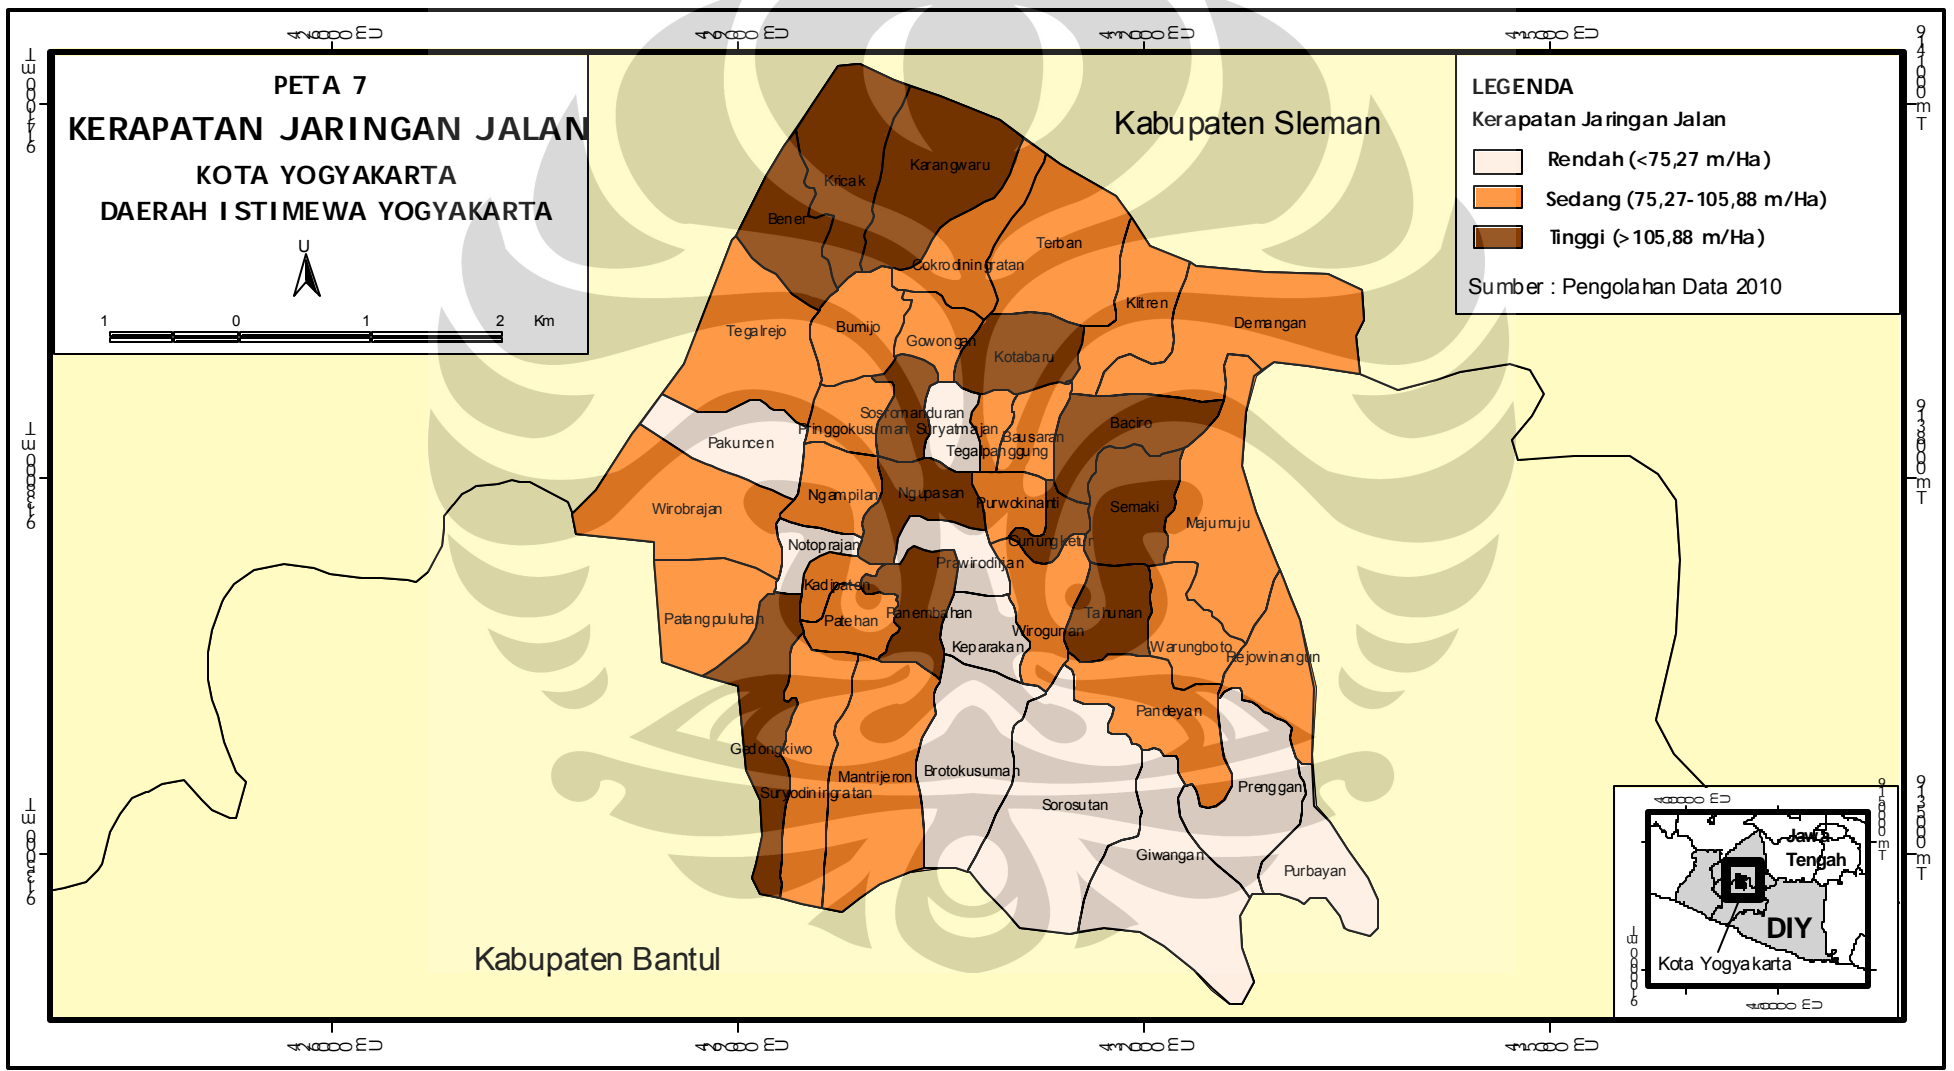 PETA 7
KERAPATAN JARINGAN JALAN
KOTA YOGYAKARTA
DAERAH ISTIMEWA YOGYAKARTA
U
1 0 1 2 Km
Kabupaten Sleman
LEGENDA
Kerapatan Jaringan Jalan
Rendah (<75,27 m/Ha)
Sedang (75,27-105,88 m/Ha)
Tinggi (>105,88 m/Ha)
Sumber : Pengolahan Data 2010
Karangwaru
Kricak
Bener
Terban
Cokrodiningratan
Klitren
Demangan
Tegalrejo
Bumijo
Gowongan
Kotabaru
Sosromanduran
Pringgokusuman
Suryatmajan
Bausaran
Baciro
Pakuncen
Tegalpanggung
Ngampilan
Ngupasan
Purwokinanti
Semaki
Wirobrajan
Majumuju
Notoprajan
Gunungketur
Prawirodirjan
Kadipaten
Patangpuluhan
Patehan
Panembahan
Tahunan
Wirogunan
Keparakan
Warungboto
Rejowinangun
Pandeyan
Gedongkiwo
Brotokusuman
Mantrijeron
Suryodiningratan
Prenggan
Sorosutan
Giwangan
Purbayan
Kabupaten Bantul
Jawa
Tengah
DIY
Kota Yogyakarta